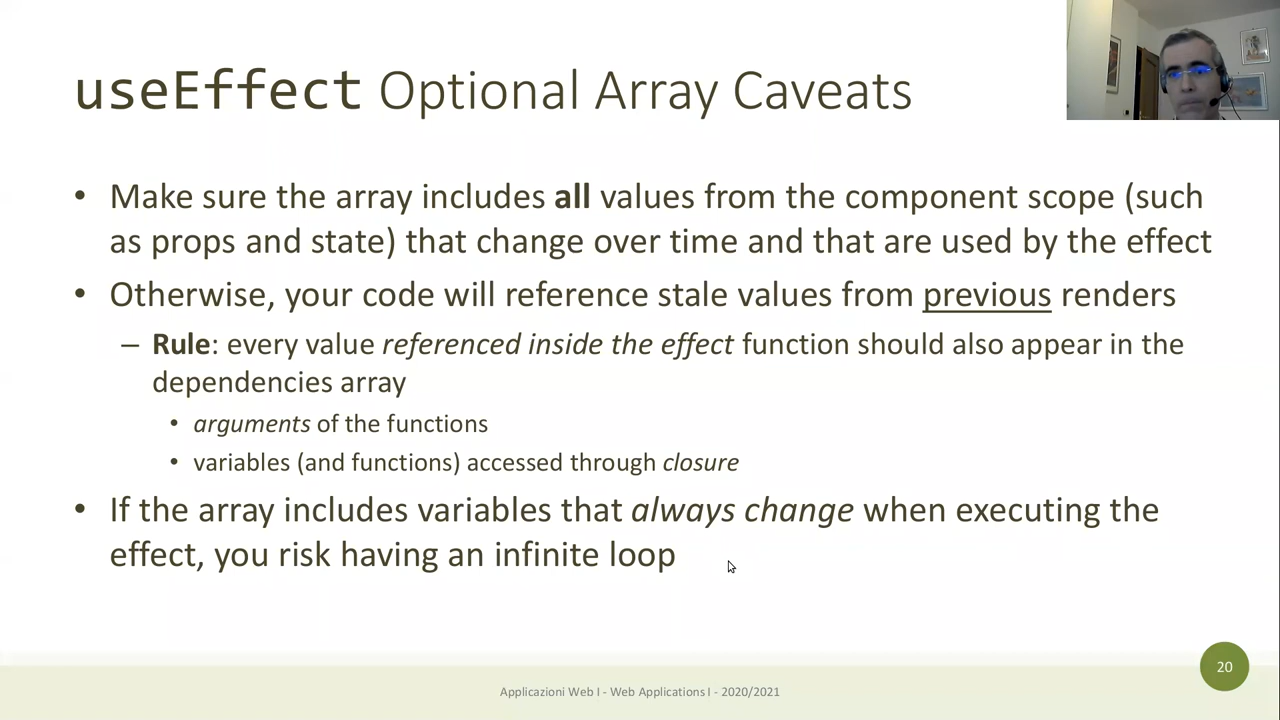 useEffect Optional Array Caveats
• Make sure the array includes all values from the component scope (such
as props and state) that change over time and that are used by the effect
• Otherwise, your code will reference stale values from previous renders
– Rule: every value referenced inside the effect function should also appear in the
dependencies array
• arguments of the functions
• variables (and functions) accessed through closure
• If the array includes variables that always change when executing the
effect, you risk having an infinite loop
20
Applicazioni Web I - Web Applications I - 2020/2021